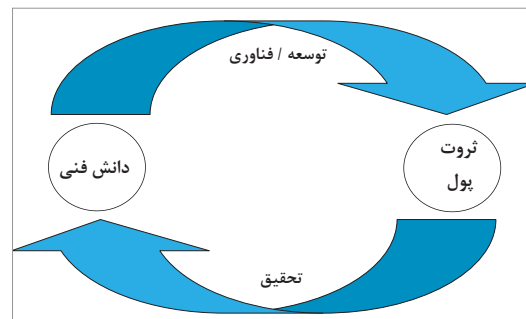 توسعه / فناوری
ثروت
پول
دانش فنی
تحقیق